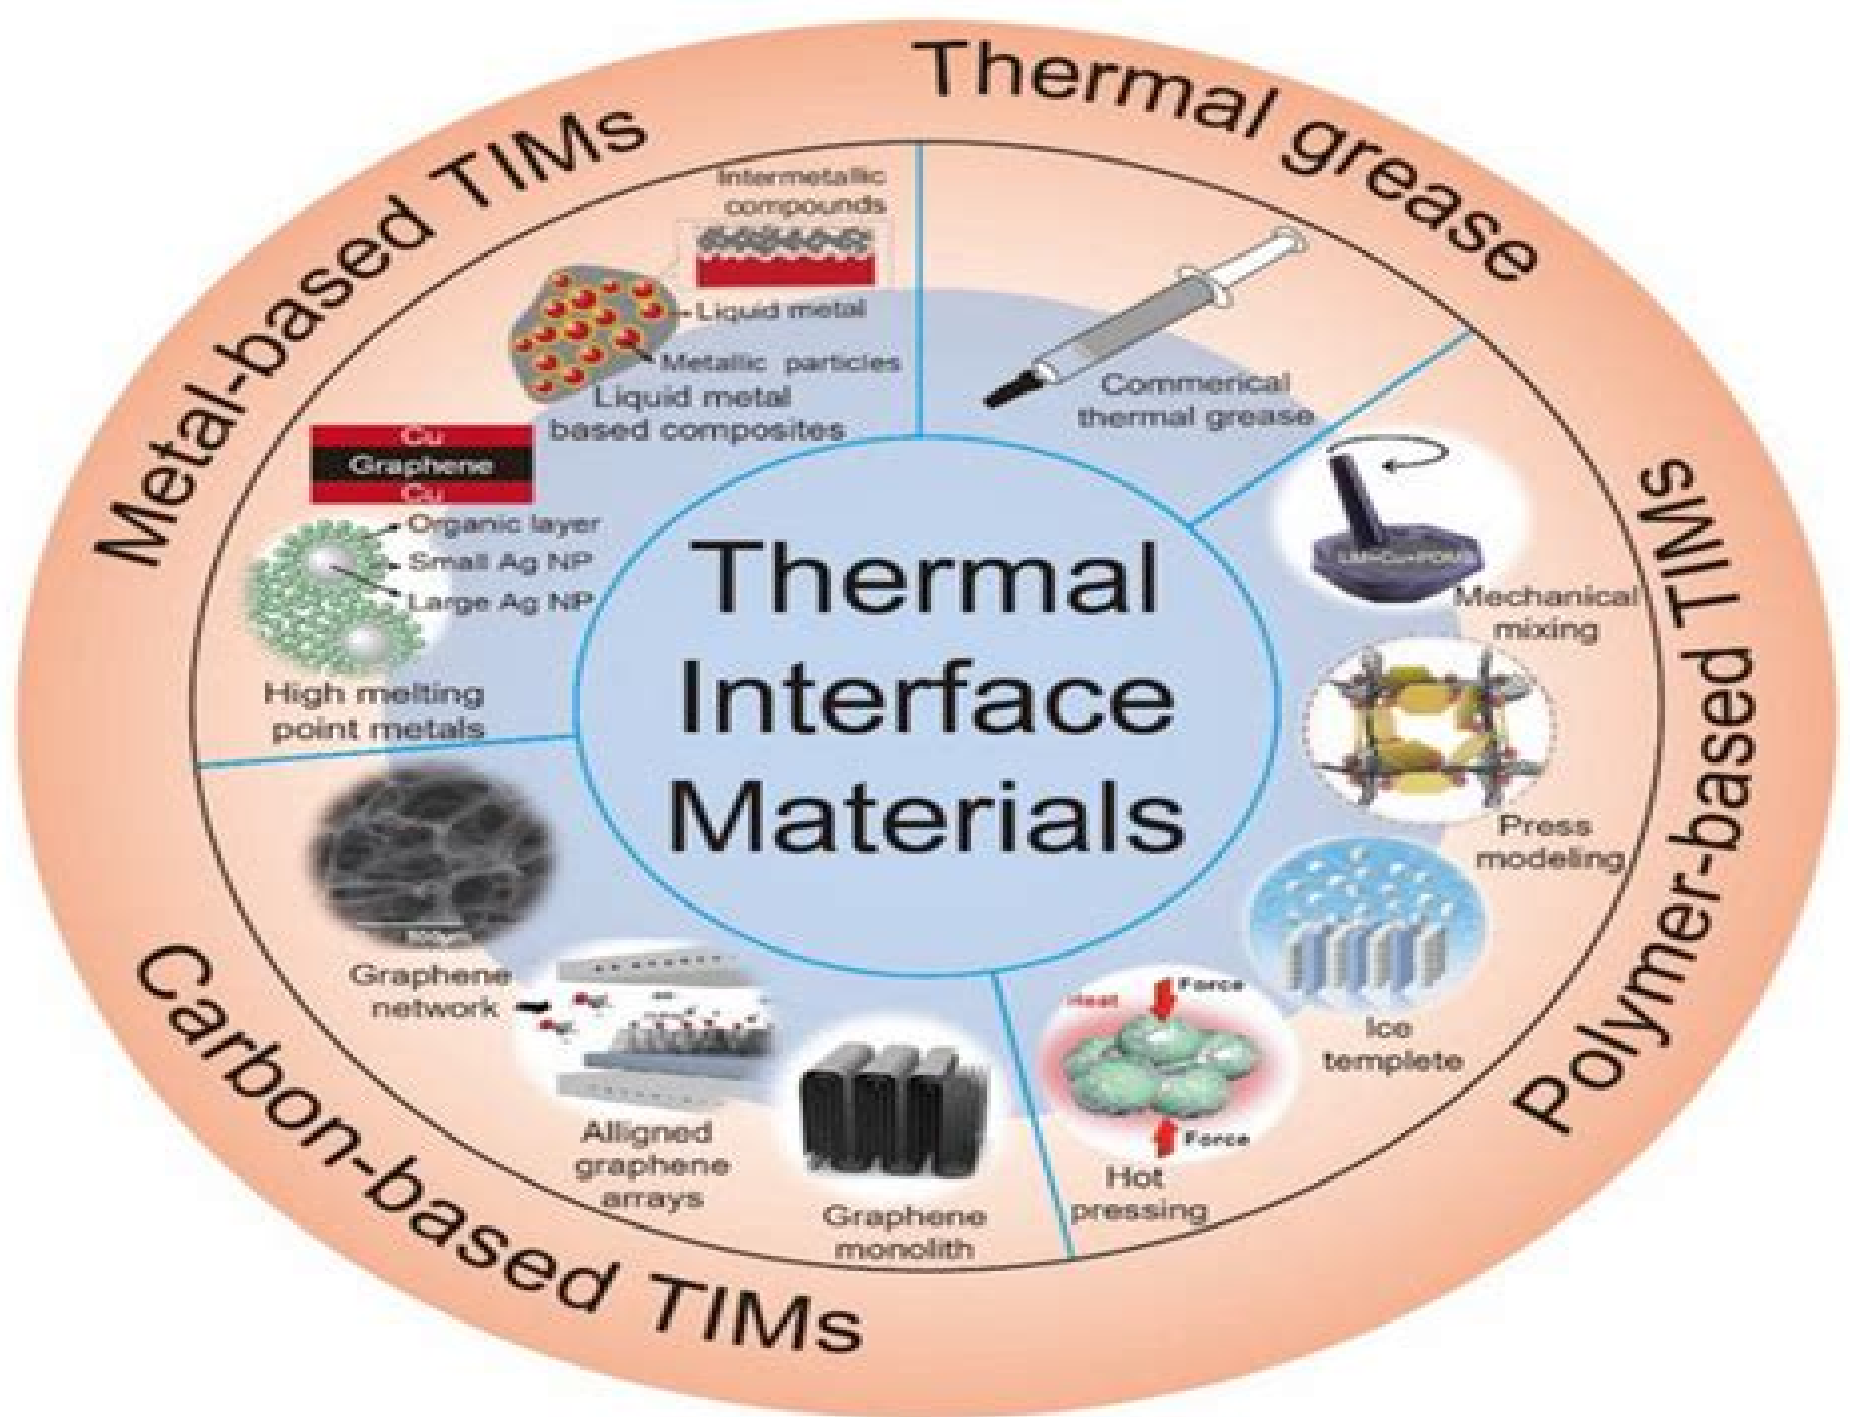 Thermal grease
Metal-based TIMs
Polymer-based TIMs
Carbon-based TIMs
Thermal
Interface
Materials
Intermetallic
compounds
Liquid metal
Metallic particles
Liquid metal
based composites
Cu
Graphene
Cu
Organic layer
Small Ag NP
Large Ag NP
High melting
point metals
Commerical
thermal grease
Mechanical
mixing
Press
modeling
Ice
templete
Heat
Force
Force
Hot
pressing
Graphene
monolith
Alligned
graphene
arrays
Graphene
network